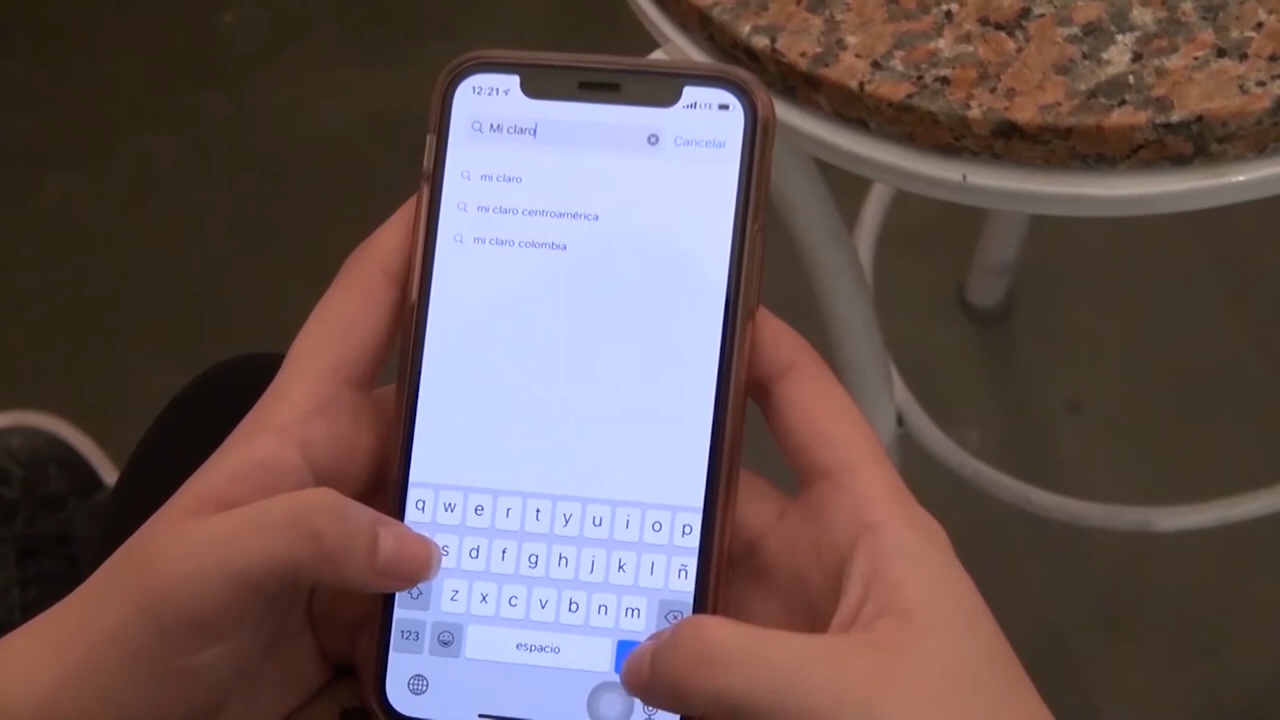 12:21 LTE
Mi claro Cancelar
mi claro
mi claro centroamérica
mi claro colombia
q w e r t y u i o p
s d f g h j k l ñ
z x c v b n m
123 espacio